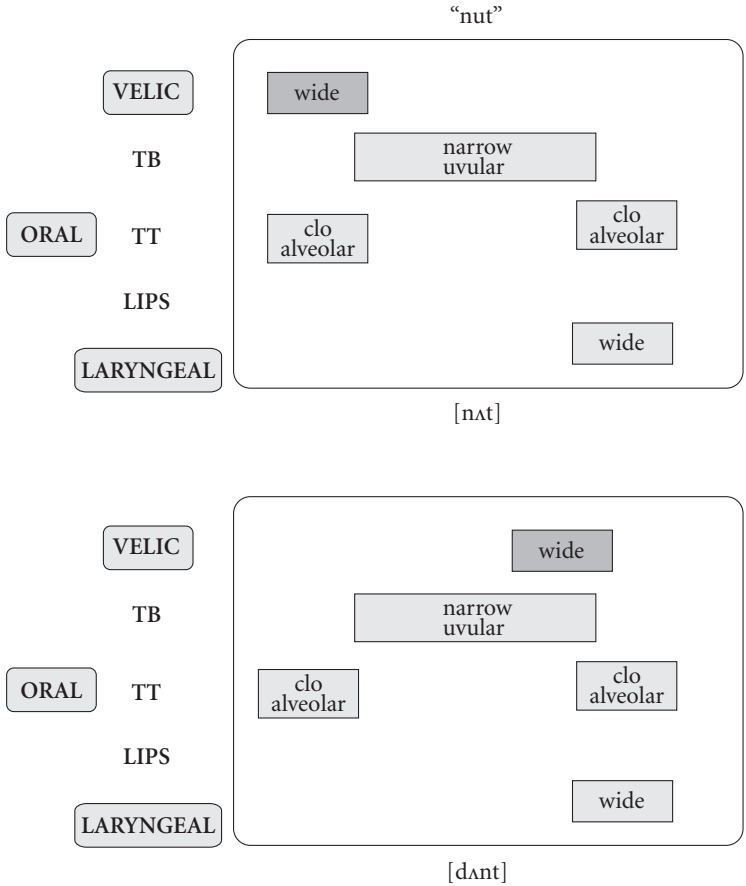 “nut”
VELIC
wide
TB
narrow
uvular
ORAL
TT
clo
alveolar
clo
alveolar
LIPS
LARYNGEAL
wide
[nʌt]
VELIC
wide
TB
narrow
uvular
ORAL
TT
clo
alveolar
clo
alveolar
LIPS
LARYNGEAL
wide
[dʌnt]